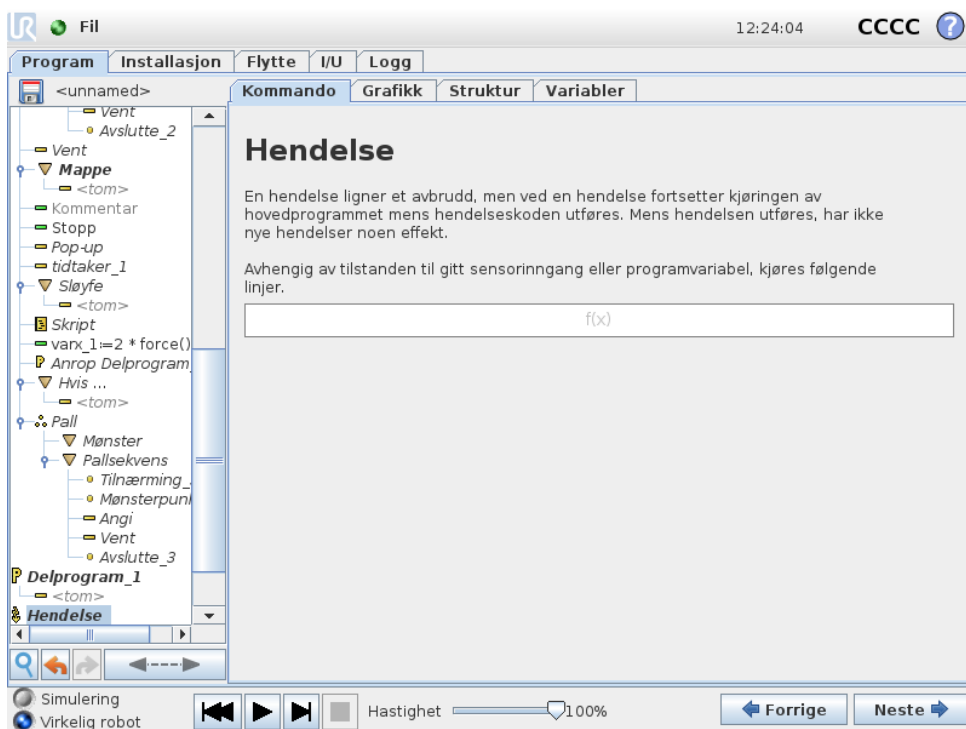 UR Fil 12:24:04 CCCC ?
Program Installasjon Flytte I/U Logg
<unnamed> Kommando Grafikk Struktur Variabler
Vent
Avslutte_2
Vent
Mappe
<tom>
Kommentar
Stopp
Pop-up
tidtaker_1
Sløyfe
<tom>
Skript
varx_1:=2 * force()
Anrop Delprogram
Hvis ...
<tom>
Pall
Mønster
Pallsekvens
Tilnærming_
Mønsterpunk
Angi
Vent
Avslutte_3
P Delprogram_1
<tom>
Hendelse
Hendelse
En hendelse ligner et avbrudd, men ved en hendelse fortsetter kjøringen av
hovedprogrammet mens hendelseskoden utføres. Mens hendelsen utføres, har ikke
nye hendelser noen effekt.
Avhengig av tilstanden til gitt sensorinngang eller programvariabel, kjøres følgende
linjer.
f(x)
Simulering
Virkelig robot
Hastighet 100% Forrige Neste